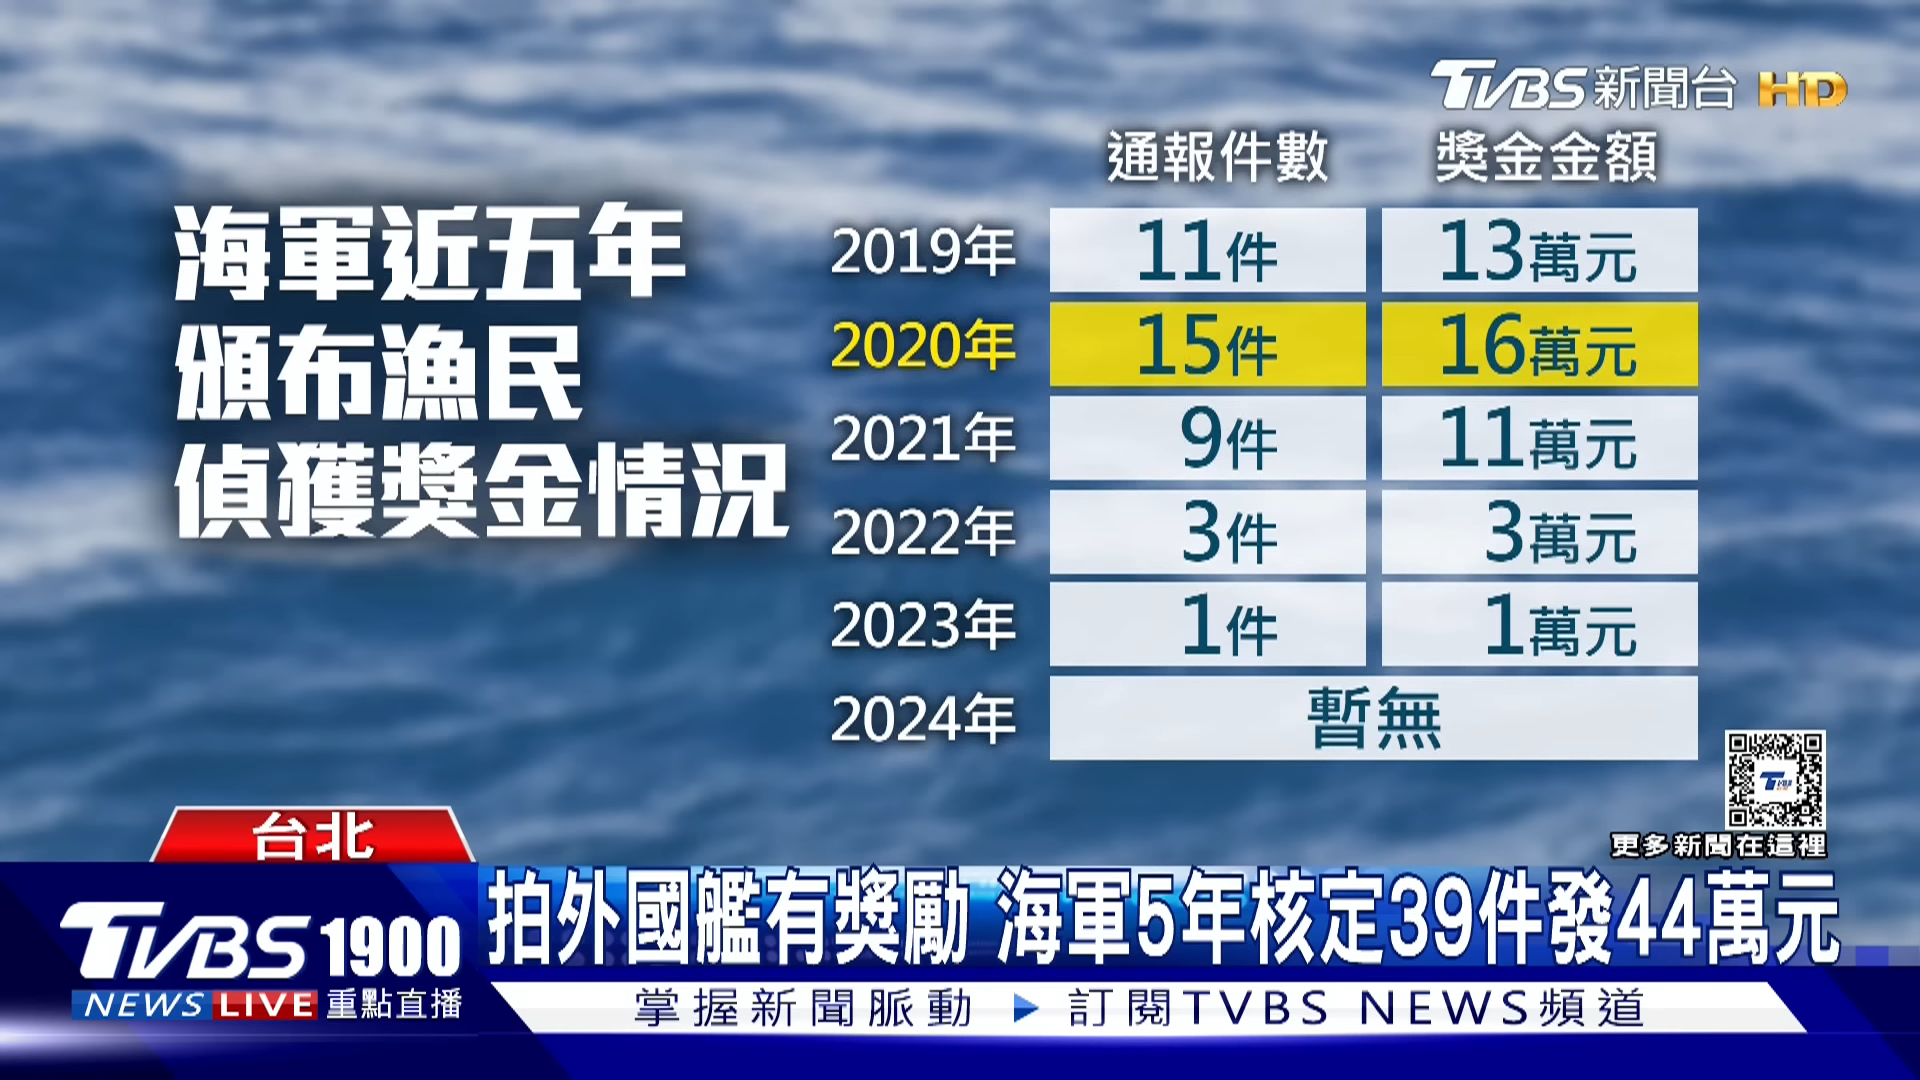 TVBS新聞台 HD
通報件數 獎金金額
海軍近五年
頒布漁民
偵獲獎金情況
2019年 11件 13萬元
2020年 15件 16萬元
2021年 9件 11萬元
2022年 3件 3萬元
2023年 1件 1萬元
2024年 暫無
TVBS
更多新聞在這裡
台北
拍外國艦有獎勵 海軍5年核定39件發44萬元
TVBS 1900
NEWS LIVE 重點直播
掌握新聞脈動 ▶ 訂閱TVBS NEWS頻道